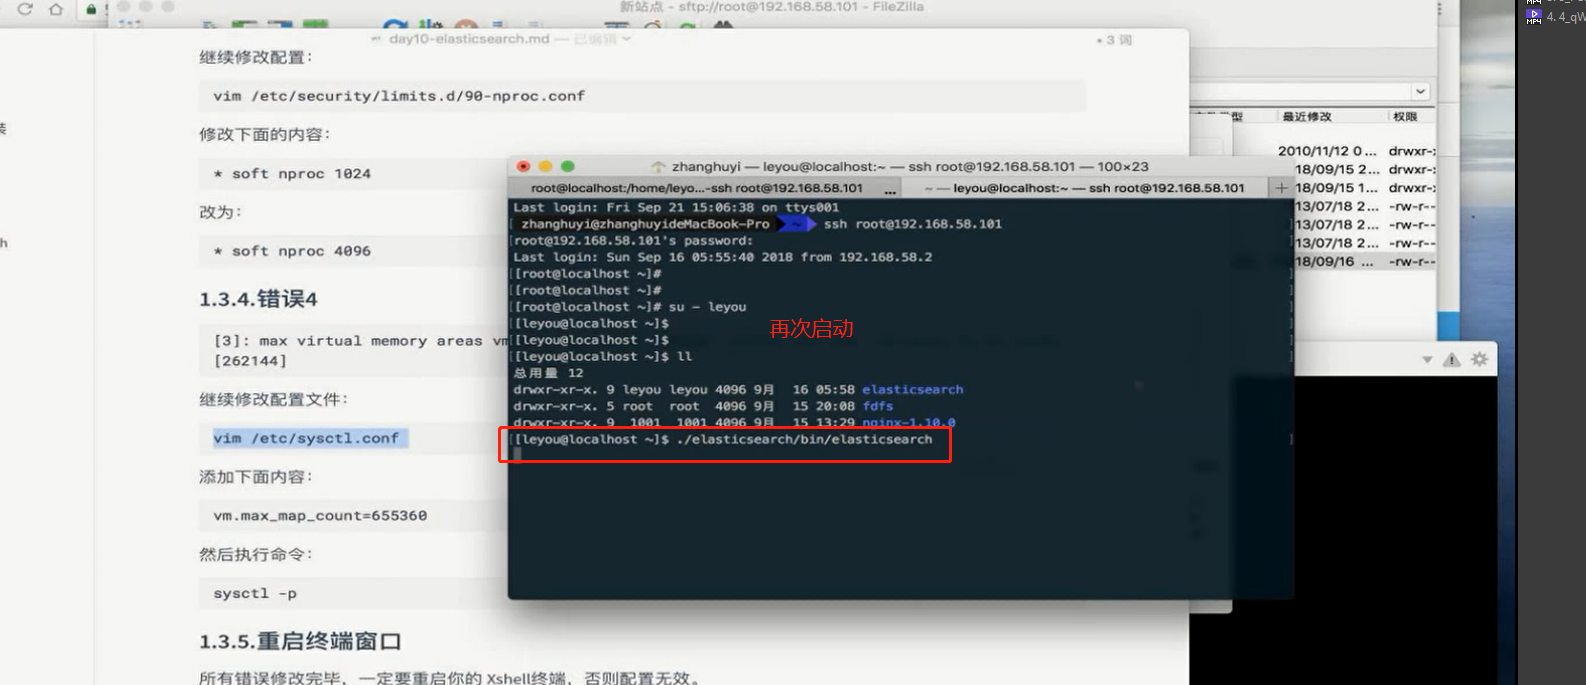 新站点 - sftp://root@192.168.58.101 - FileZilla
4.4_qW
day10-elasticsearch.md — 已编辑
3 词
继续修改配置:
vim /etc/security/limits.d/90-nproc.conf
修改下面的内容:
* soft nproc 1024
改为:
* soft nproc 4096
1.3.4.错误4
[3]: max virtual memory areas vm
[262144]
继续修改配置文件:
vim /etc/sysctl.conf
添加下面内容:
vm.max_map_count=655360
然后执行命令:
sysctl -p
1.3.5.重启终端窗口
所有错误修改完毕，一定要重启你的 Xshell终端，否则配置无效。
最近修改 权限
2010/11/12 0... drwxr-x
18/09/15 2... drwxr-x
18/09/15 1... drwxr-x
13/07/18 2... -rw-r--
13/07/18 2... -rw-r--
18/09/16 ... -rw-r--
zhanghuyi — leyou@localhost:~ — ssh root@192.168.58.101 — 100×23
root@localhost:/home/leyo...-ssh root@192.168.58.101 ...
~ — leyou@localhost:~ — ssh root@192.168.58.101 +
Last login: Fri Sep 21 15:06:38 on ttys001
zhanghuyi@zhanghuyideMacBook-Pro ~ ssh root@192.168.58.101
root@192.168.58.101's password:
Last login: Sun Sep 16 05:55:40 2018 from 192.168.58.2
[root@localhost ~]#
[root@localhost ~]#
[root@localhost ~]# su - leyou
[leyou@localhost ~]$
再次启动
[leyou@localhost ~]$
[leyou@localhost ~]$ ll
总用量 12
drwxr-xr-x. 9 leyou leyou 4096 9月 16 05:58 elasticsearch
drwxr-xr-x. 5 root root 4096 9月 15 20:08 fdfs
drwxr-xr-x. 9 1001 1001 4096 9月 15 13:29 nginx-1.10.0
[leyou@localhost ~]$ ./elasticsearch/bin/elasticsearch